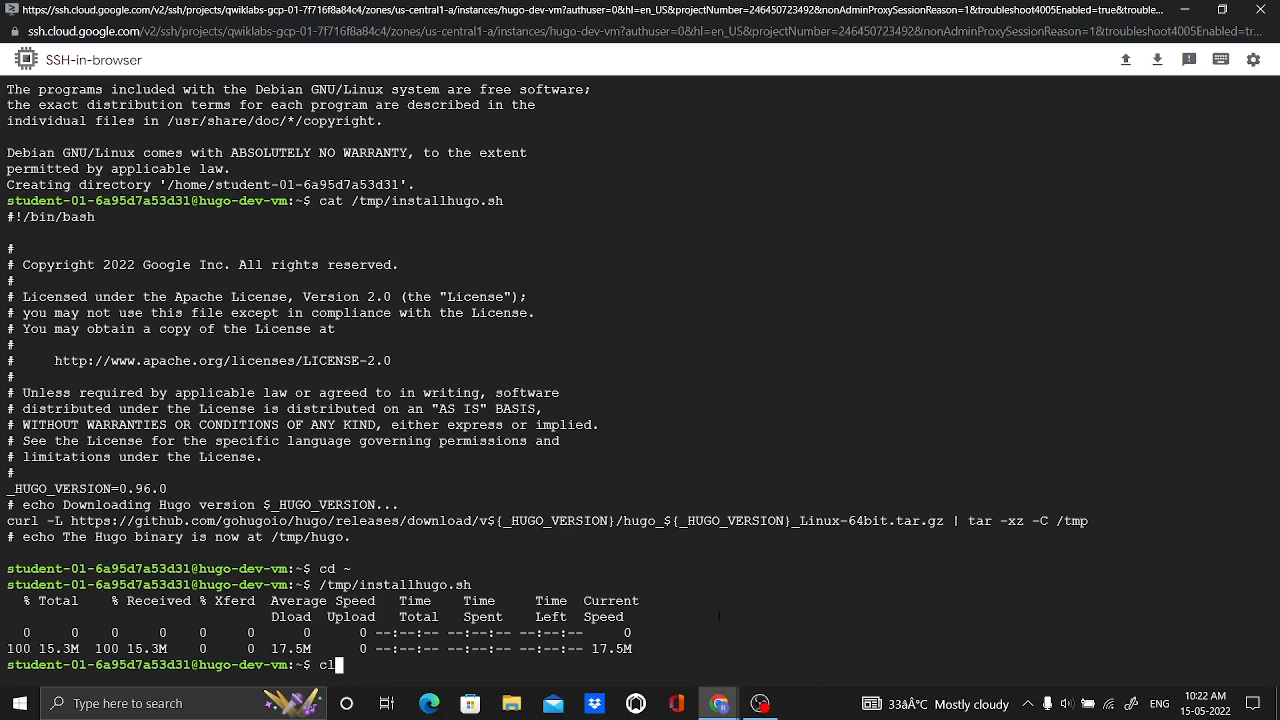 https://ssh.cloud.google.com/v2/ssh/projects/qwiklabs-gcp-01-7f716f8a84c4/zones/us-central1-a/instances/hugo-dev-vm?authuser=0&hl=en_US&projectNumber=246450723492&nonAdminProxySessionReason=1&troubleshoot4005Enabled=true&trouble...
ssh.cloud.google.com/v2/ssh/projects/qwiklabs-gcp-01-7f716f8a84c4/zones/us-central1-a/instances/hugo-dev-vm?authuser=0&hl=en_US&projectNumber=246450723492&nonAdminProxySessionReason=1&troubleshoot4005Enabled=tr...
SSH-in-browser
The programs included with the Debian GNU/Linux system are free software;
the exact distribution terms for each program are described in the
individual files in /usr/share/doc/*/copyright.
Debian GNU/Linux comes with ABSOLUTELY NO WARRANTY, to the extent
permitted by applicable law.
Creating directory '/home/student-01-6a95d7a53d31'.
student-01-6a95d7a53d31@hugo-dev-vm:~$ cat /tmp/installhugo.sh
#!/bin/bash
#
# Copyright 2022 Google Inc. All rights reserved.
#
# Licensed under the Apache License, Version 2.0 (the "License");
# you may not use this file except in compliance with the License.
# You may obtain a copy of the License at
#
#     http://www.apache.org/licenses/LICENSE-2.0
#
# Unless required by applicable law or agreed to in writing, software
# distributed under the License is distributed on an "AS IS" BASIS,
# WITHOUT WARRANTIES OR CONDITIONS OF ANY KIND, either express or implied.
# See the License for the specific language governing permissions and
# limitations under the License.
#
_HUGO_VERSION=0.96.0
# echo Downloading Hugo version $_HUGO_VERSION...
curl -L https://github.com/gohugoio/hugo/releases/download/v${_HUGO_VERSION}/hugo_${_HUGO_VERSION}_Linux-64bit.tar.gz | tar -xz -C /tmp
# echo The Hugo binary is now at /tmp/hugo.
student-01-6a95d7a53d31@hugo-dev-vm:~$ cd ~
student-01-6a95d7a53d31@hugo-dev-vm:~$ /tmp/installhugo.sh
% Total % Received % Xferd Average Speed Time Time Time Current
Dload Upload Total Spent Left Speed
0 0 0 0 0 0 0 0 --:--:-- --:--:-- --:--:-- 0
100 15.3M 100 15.3M 0 0 17.5M 0 --:--:-- --:--:-- --:--:-- 17.5M
student-01-6a95d7a53d31@hugo-dev-vm:~$ cl
Type here to search
33°C Mostly cloudy
ENG
10:22 AM
15-05-2022